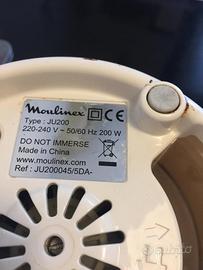 Moulinex
Type : JU200
220-240 V ~ 50/60 Hz 200 W
DO NOT IMMERSE
Made in China
www.moulinex.com
Ref : JU200045/5DA-
subito